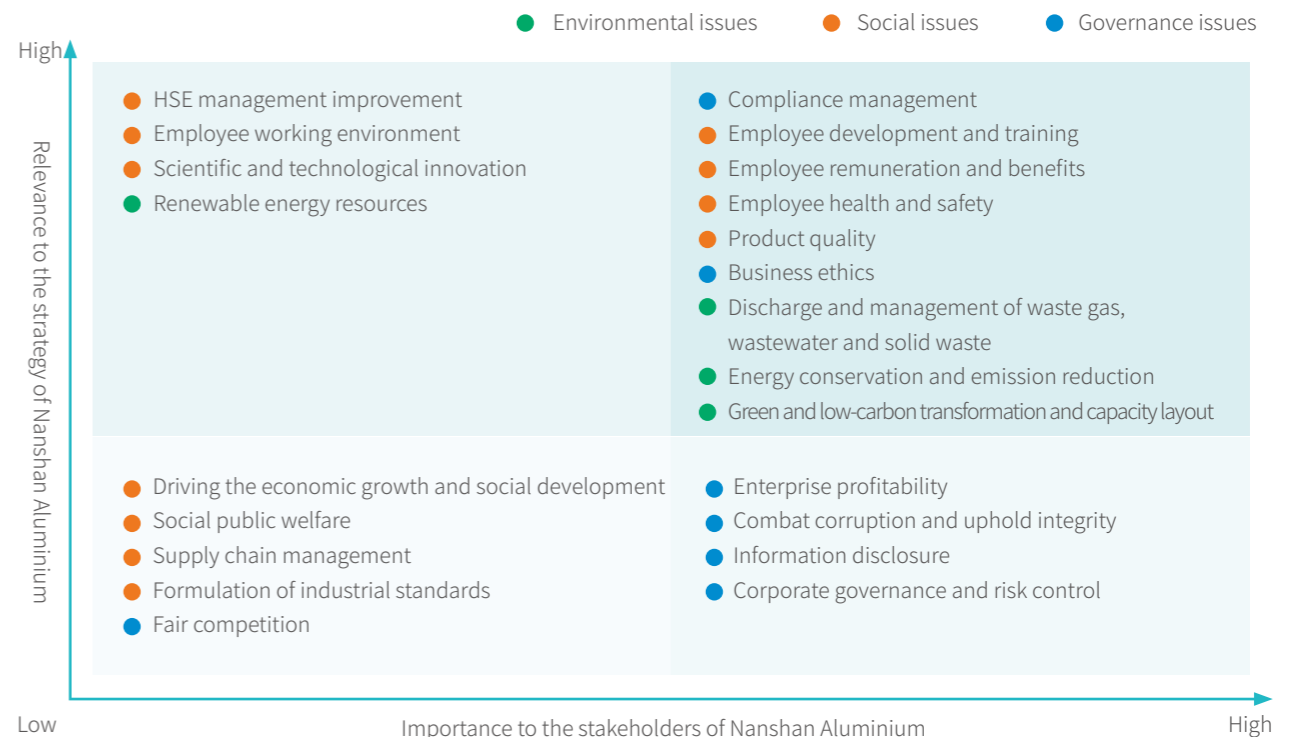 Environmental issues
Social issues
Governance issues
High
Relevance to the strategy of Nanshan Aluminium
HSE management improvement
Employee working environment
Scientific and technological innovation
Renewable energy resources
Compliance management
Employee development and training
Employee remuneration and benefits
Employee health and safety
Product quality
Business ethics
Discharge and management of waste gas,
wastewater and solid waste
Energy conservation and emission reduction
Green and low-carbon transformation and capacity layout
Driving the economic growth and social development
Social public welfare
Supply chain management
Formulation of industrial standards
Fair competition
Enterprise profitability
Combat corruption and uphold integrity
Information disclosure
Corporate governance and risk control
Low
Importance to the stakeholders of Nanshan Aluminium
High